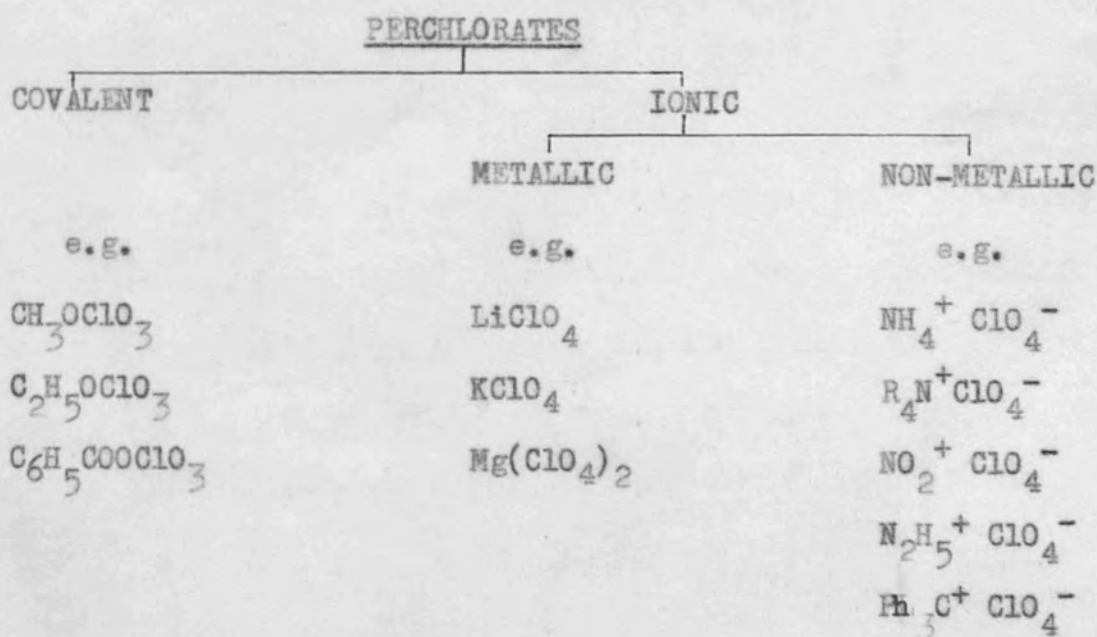 PERCHLORATES
COVALENT IONIC
METALLIC NON-METALLIC
e.g. e.g. e.g.
CH₃OClO₃ LiClO₄ NH₄⁺ ClO₄⁻
C₂H₅OClO₃ KClO₄ R₄N⁺ClO₄⁻
C₆H₅COOClO₃ Mg(ClO₄)₂ NO₂⁺ ClO₄⁻
N₂H₅⁺ ClO₄⁻
Ph₃C⁺ ClO₄⁻